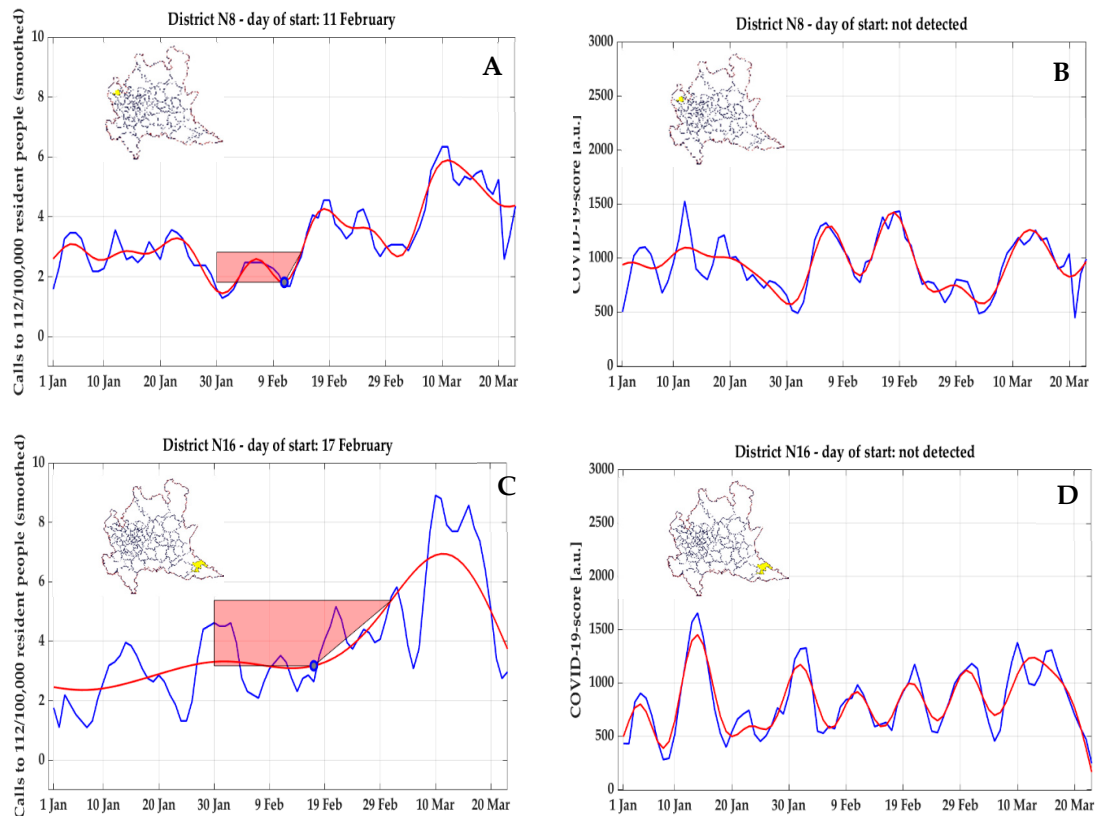 District N8 - day of start: 11 February
Calls to 112/100,000 resident people (smoothed)
10
8
6
4
2
0
A
1 Jan 10 Jan 20 Jan 30 Jan 9 Feb 19 Feb 29 Feb 10 Mar 20 Mar
District N8 - day of start: not detected
COVID-19-score [a.u.]
3000
2500
2000
1500
1000
500
0
B
1 Jan 10 Jan 20 Jan 30 Jan 9 Feb 19 Feb 29 Feb 10 Mar 20 Mar
District N16 - day of start: 17 February
Calls to 112/100,000 resident people (smoothed)
10
8
6
4
2
0
C
1 Jan 10 Jan 20 Jan 30 Jan 9 Feb 19 Feb 29 Feb 10 Mar 20 Mar
District N16 - day of start: not detected
COVID-19-score [a.u.]
3000
2500
2000
1500
1000
500
0
D
1 Jan 10 Jan 20 Jan 30 Jan 9 Feb 19 Feb 29 Feb 10 Mar 20 Mar